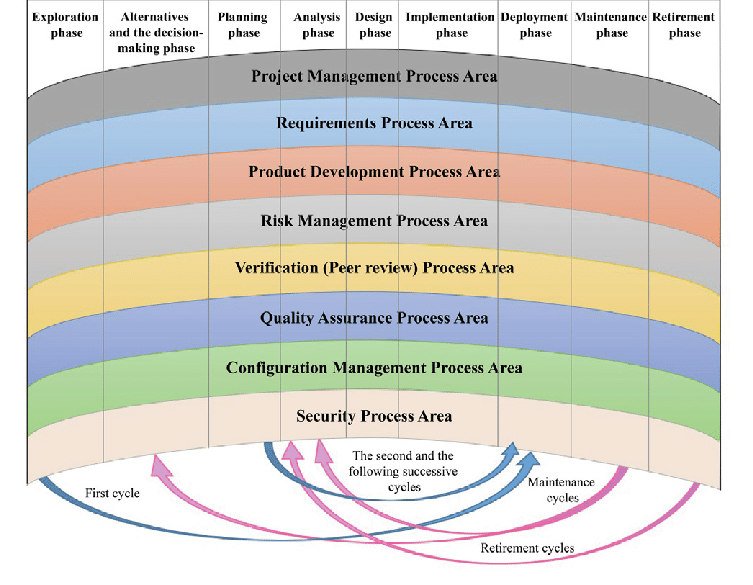 Exploration
phase
Alternatives
and the decision-
making phase
Planning
phase
Analysis
phase
Design
phase
Implementation
phase
Deployment
phase
Maintenance
phase
Retirement
phase
Project Management Process Area
Requirements Process Area
Product Development Process Area
Risk Management Process Area
Verification (Peer review) Process Area
Quality Assurance Process Area
Configuration Management Process Area
Security Process Area
The second and the
following successive
cycles
First cycle
Maintenance
cycles
Retirement cycles